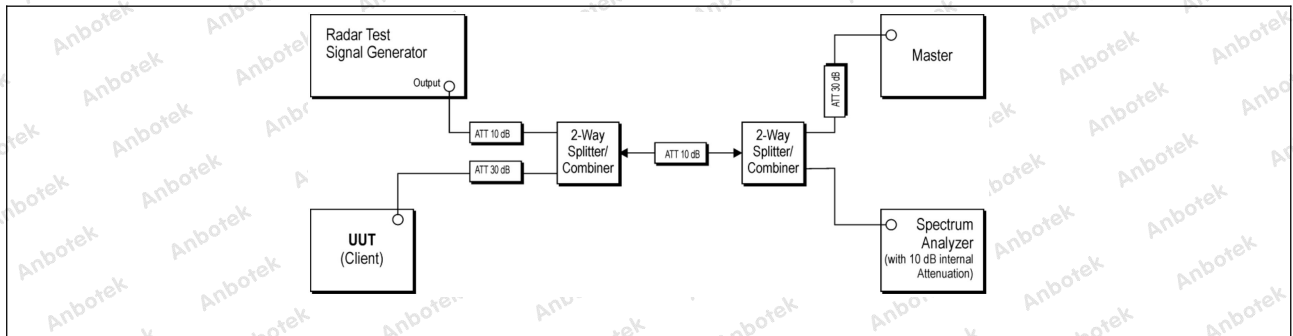 Radar Test
Signal Generator
Output
ATT 10 dB
ATT 30 dB
UUT
(Client)
2-Way
Splitter/
Combiner
ATT 10 dB
2-Way
Splitter/
Combiner
ATT 30 dB
Master
Spectrum
Analyzer
(with 10 dB internal
Attenuation)
Anbotek